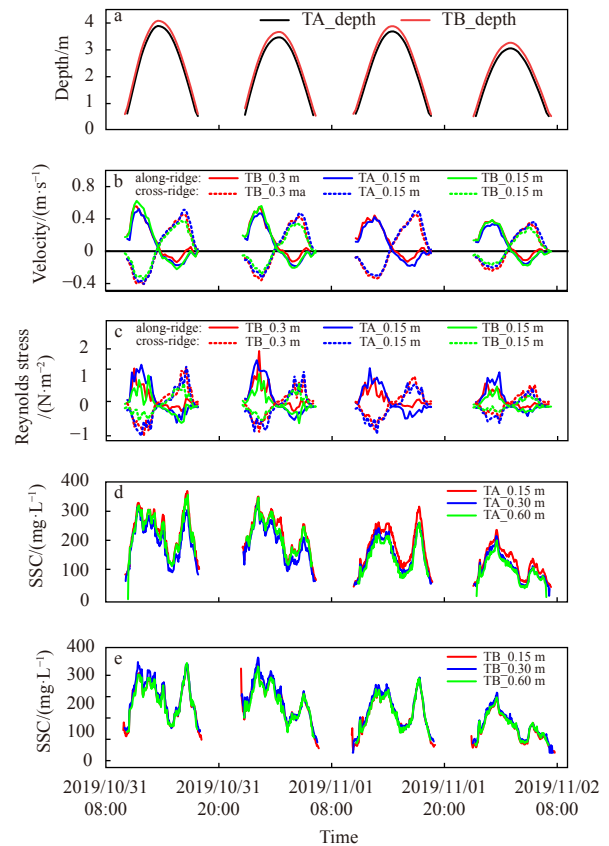 a
TA_depth TB_depth
Depth/m
4
3
2
1
0
b
along-ridge: TB_0.3 m TA_0.15 m TB_0.15 m
cross-ridge: TB_0.3 ma TA_0.15 m TB_0.15 m
Velocity/(m·s⁻¹)
0.8
0.4
0
−0.4
c
along-ridge: TB_0.3 m TA_0.15 m TB_0.15 m
cross-ridge: TB_0.3 m TA_0.15 m TB_0.15 m
Reynolds stress
/(N·m⁻²)
2
1
0
−1
d
TA_0.15 m
TA_0.30 m
TA_0.60 m
SSC/(mg·L⁻¹)
400
300
200
100
0
e
TB_0.15 m
TB_0.30 m
TB_0.60 m
SSC/(mg·L⁻¹)
400
300
200
100
0
2019/10/31 2019/10/31 2019/11/01 2019/11/01 2019/11/02
08:00 20:00 08:00 20:00 08:00
Time